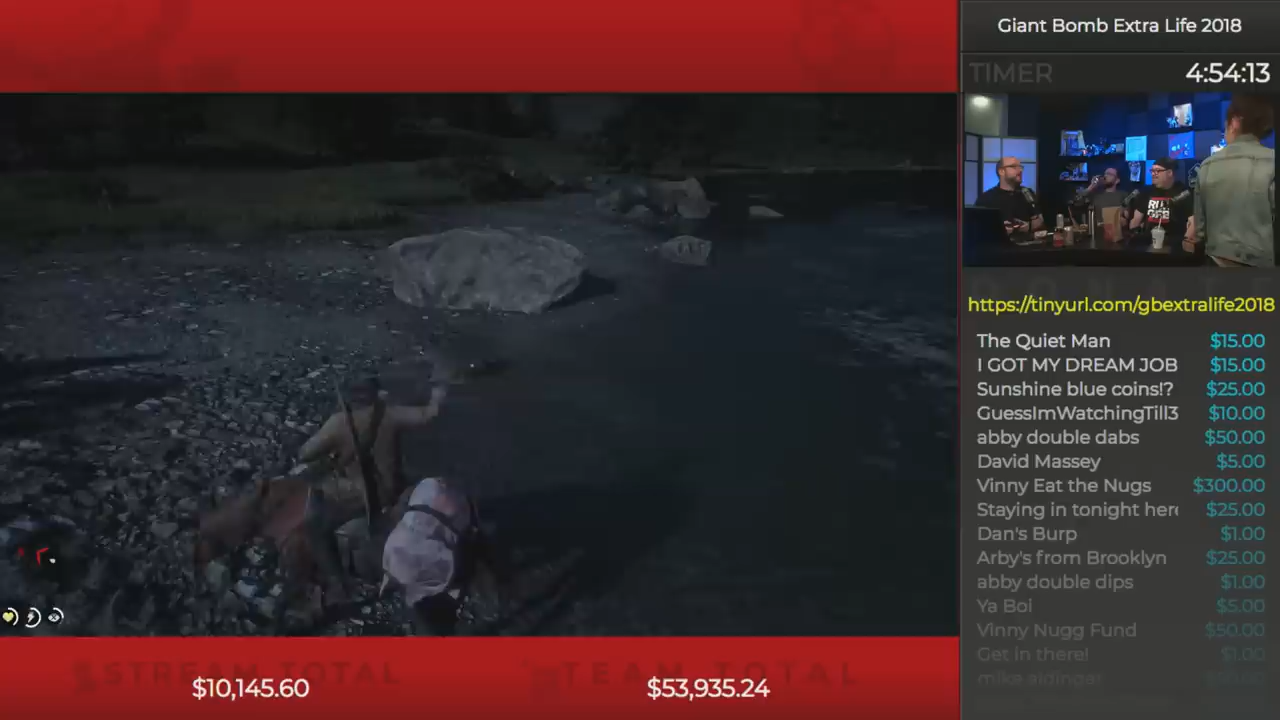 Giant Bomb Extra Life 2018
TIMER 4:54:13
https://tinyurl.com/gbextralife2018
The Quiet Man $15.00
I GOT MY DREAM JOB $15.00
Sunshine blue coins!? $25.00
GuessImWatchingTill3 $10.00
abby double dabs $50.00
David Massey $5.00
Vinny Eat the Nugs $300.00
Staying in tonight here $25.00
Dan's Burp $1.00
Arby's from Brooklyn $25.00
abby double dips $1.00
Ya Boi $5.00
Vinny Nugg Fund $50.00
Get in there! $1.00
mike
STREAM TOTAL
$10,145.60
TEAM TOTAL
$53,935.24